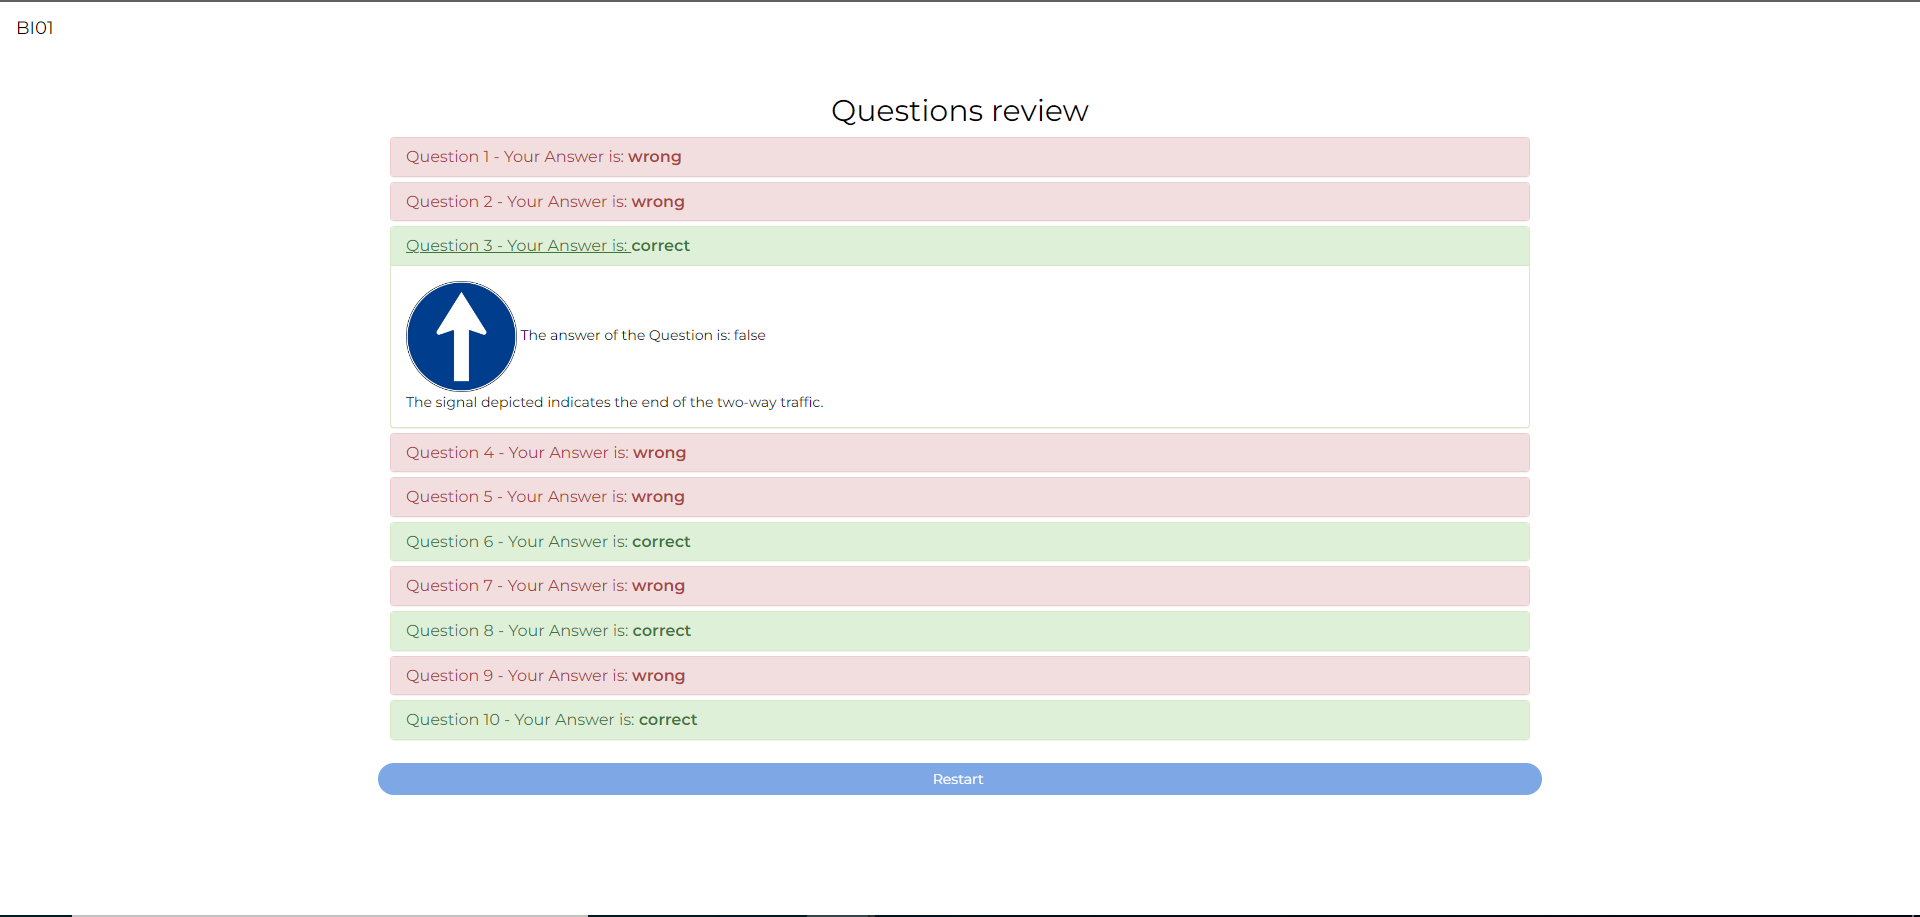 BI01
Questions review
Question 1 - Your Answer is: wrong
Question 2 - Your Answer is: wrong
Question 3 - Your Answer is: correct
The answer of the Question is: false
The signal depicted indicates the end of the two-way traffic.
Question 4 - Your Answer is: wrong
Question 5 - Your Answer is: wrong
Question 6 - Your Answer is: correct
Question 7 - Your Answer is: wrong
Question 8 - Your Answer is: correct
Question 9 - Your Answer is: wrong
Question 10 - Your Answer is: correct
Restart